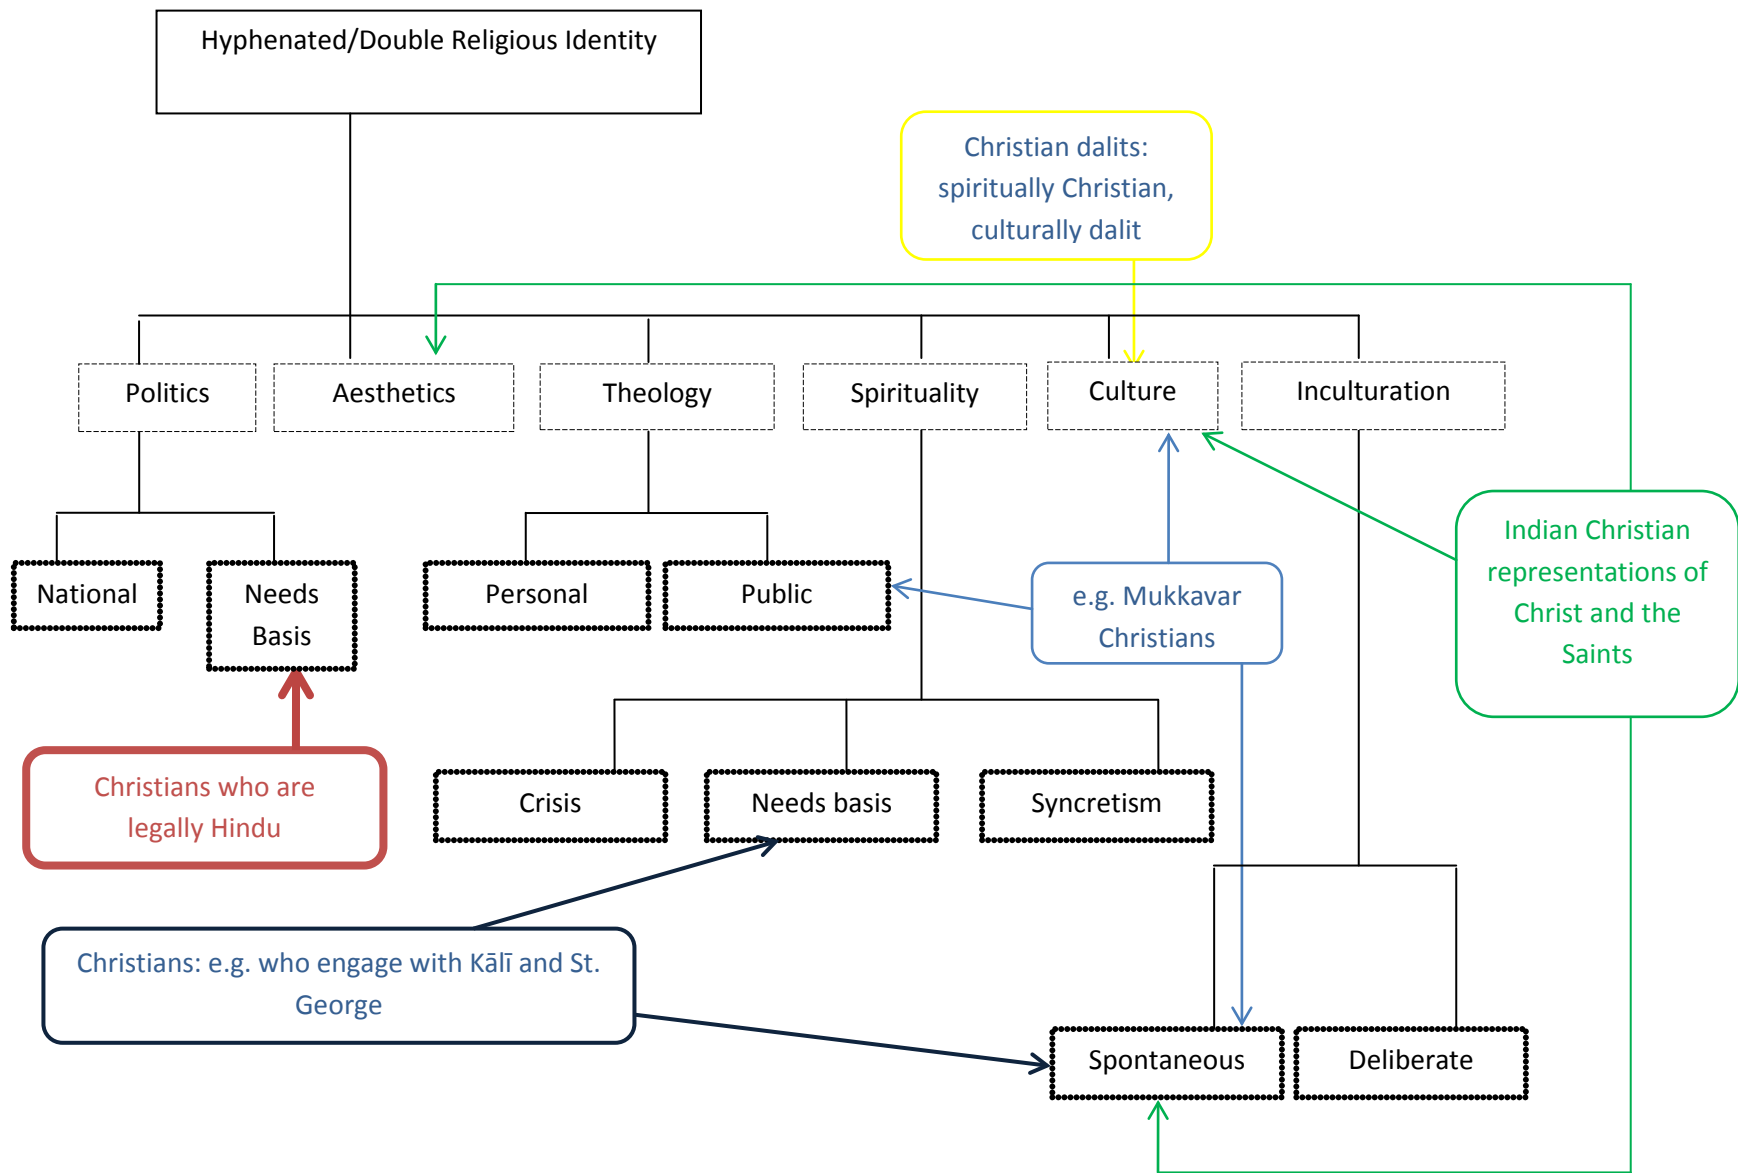 Hyphenated/Double Religious Identity
Christian dalits:
spiritually Christian,
culturally dalit
Politics
Aesthetics
Theology
Spirituality
Culture
Inculturation
National
Needs
Basis
Personal
Public
e.g. Mukkavar
Christians
Indian Christian
representations of
Christ and the
Saints
Christians who are
legally Hindu
Crisis
Needs basis
Syncretism
Christians: e.g. who engage with Kālī and St.
George
Spontaneous
Deliberate